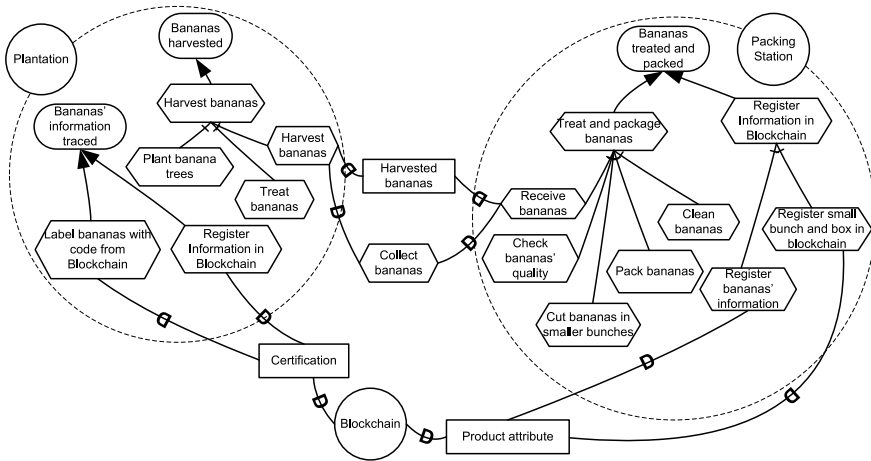 Plantation
Bananas
harvested
Bananas
treated and
packed
Packing
Station
Bananas'
information
traced
Harvest bananas
Harvest
bananas
Plant banana
trees
Treat
bananas
Label bananas with
code from
Blockchain
Register
Information in
Blockchain
Harvested
bananas
Collect
bananas
Treat and package
bananas
Register
Information in
Blockchain
Receive
bananas
Clean
bananas
Register small
bunch and box in
blockchain
Check
bananas'
quality
Pack bananas
Register
bananas'
information
Cut bananas in
smaller bunches
Certification
Blockchain
Product attribute
D
D
D
D
D
D
D
D
D
D